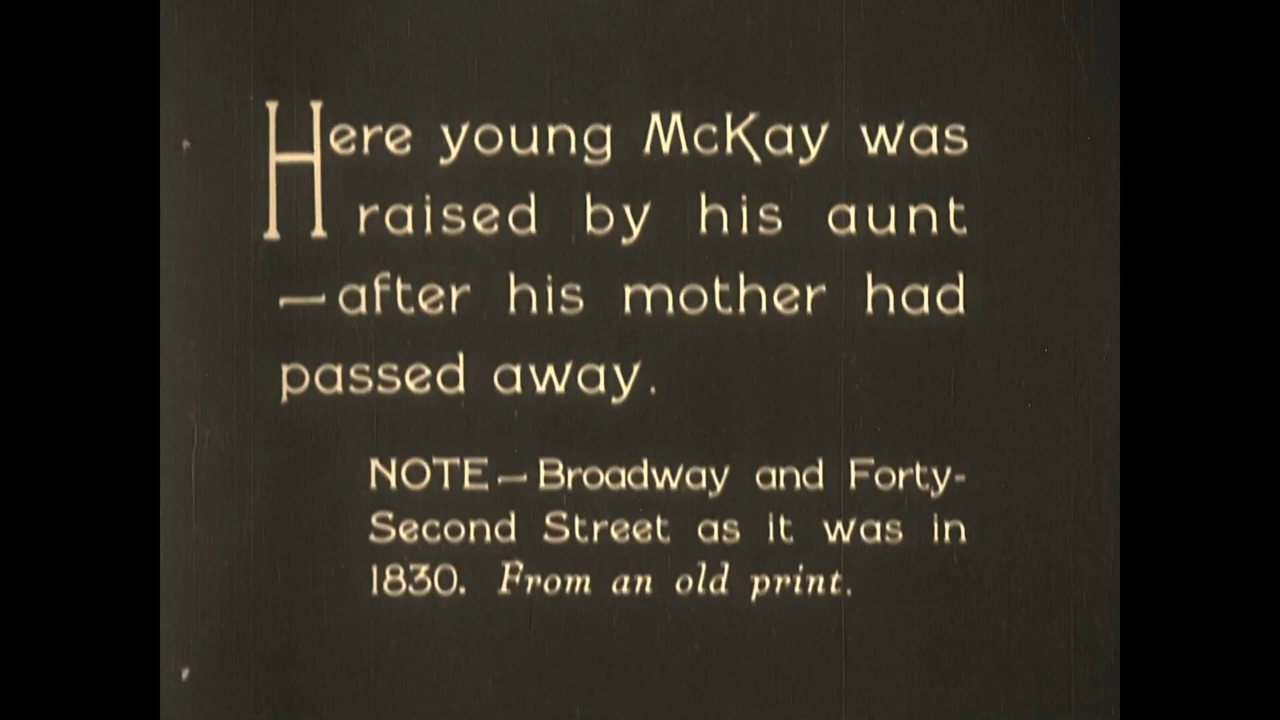 Here young McKay was
raised by his aunt
—after his mother had
passed away.
NOTE—Broadway and Forty-
Second Street as it was in
1830. From an old print.